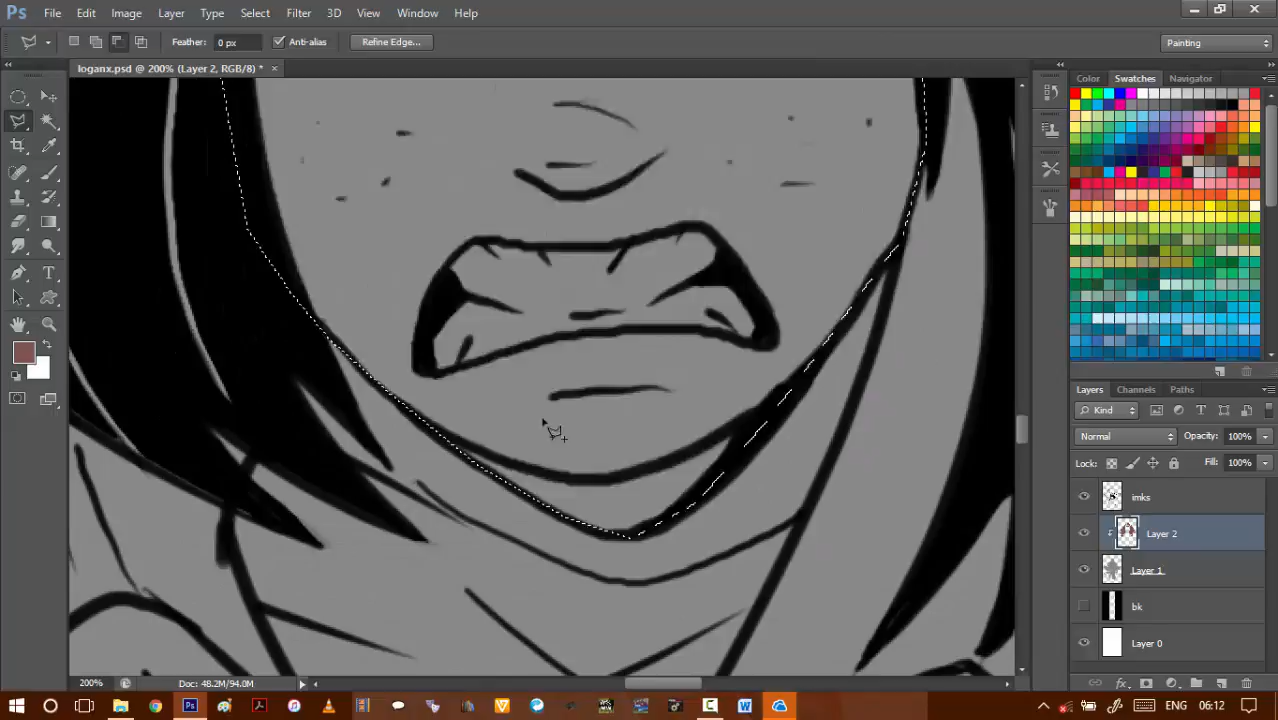 Ps File Edit Image Layer Type Select Filter 3D View Window Help
Feather: 0 px Anti-alias Refine Edge... Painting
loganx.psd @ 200% (Layer 2, RGB/8) * ×
Color Swatches Navigator
Layers Channels Paths
Kind
Normal Opacity: 100%
Lock: Fill: 100%
imks
Layer 2
Layer 1
bk
Layer 0
200% Doc: 48.2M/94.0M
ENG 06:12